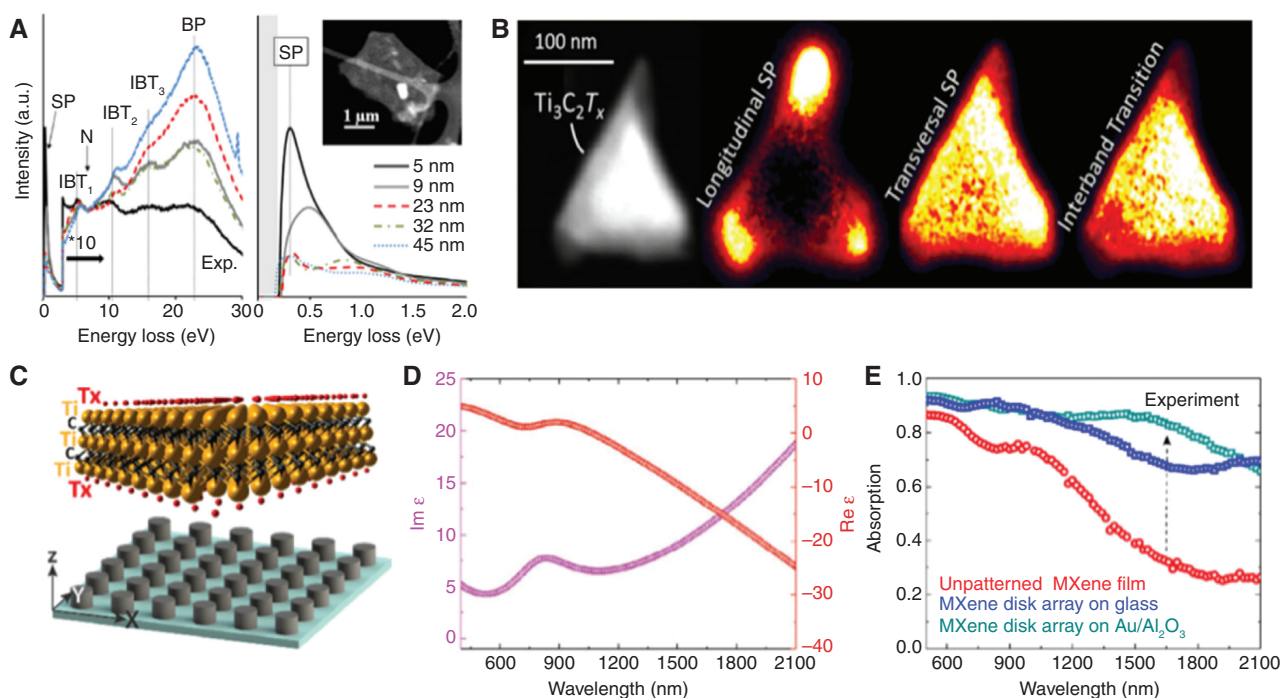 A
BP
IBT3
IBT2
SP
N
IBT1
*10
Exp.
Intensity (a.u.)
0
10
20
30
Energy loss (eV)
SP
1 µm
5 nm
9 nm
23 nm
32 nm
45 nm
0
0.5
1.0
1.5
2.0
Energy loss (eV)
B
100 nm
Ti3C2Tx
Longitudinal SP
Transversal SP
Interband Transition
C
Tx
Ti
C
Ti
C
Ti
Tx
Z
Y
X
D
25
20
15
10
5
0
Im ε
10
0
−10
−20
−30
−40
Re ε
600
900
1200
1500
1800
2100
Wavelength (nm)
E
1.0
0.8
0.6
0.4
0.2
0.0
Absorption
Experiment
Unpatterned MXene film
MXene disk array on glass
MXene disk array on Au/Al2O3
600
900
1200
1500
1800
2100
Wavelength (nm)